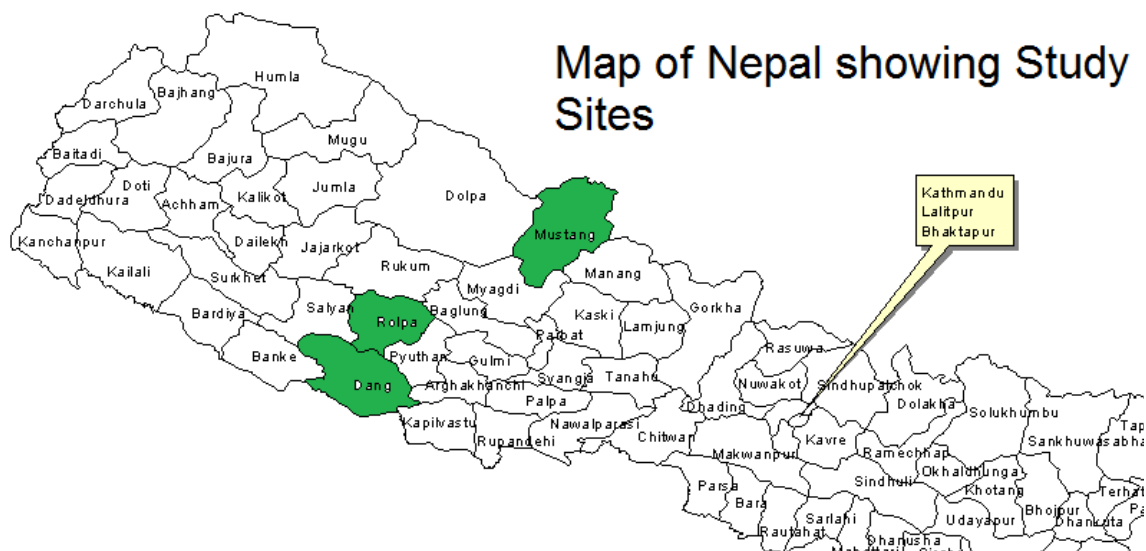 Map of Nepal showing Study
Sites
Humla
Bajhang
Darchula
Mugu
Baitadi
Bajura
Jumla
Doti
Kalikot
Dolpa
Dadeldhura
Achham
Kathmandu
Lalitpur
Bhaktapur
Kanchanpur
Dailekh
Jajarkot
Mustang
Kailali
Surkhet
Rukum
Manang
Myagdi
Bardiya
Salyan
Rolpa
Baglung
Kaski
Gorkha
Lamjung
Parbat
Rasuwa
Banke
Pyuthan
Gulmi
Dang
Arghakhanchi
Syangja
Tanahu
Nuwakot
Sindhupalchok
Palpa
Dhading
Dolakha
Solukhumbu
Kapilvastu
Nawalparasi
Rupandehi
Chitwan
Makwanpur
Kavre
Ramechhap
Sankhuwasabha
Tap
Okhaldhunga
Sindhuli
Khotang
Parsa
Bara
Terhat
Bhojpur
Sarlahi
Udayapur
Dhankuta
Rautahat
Dhanusha